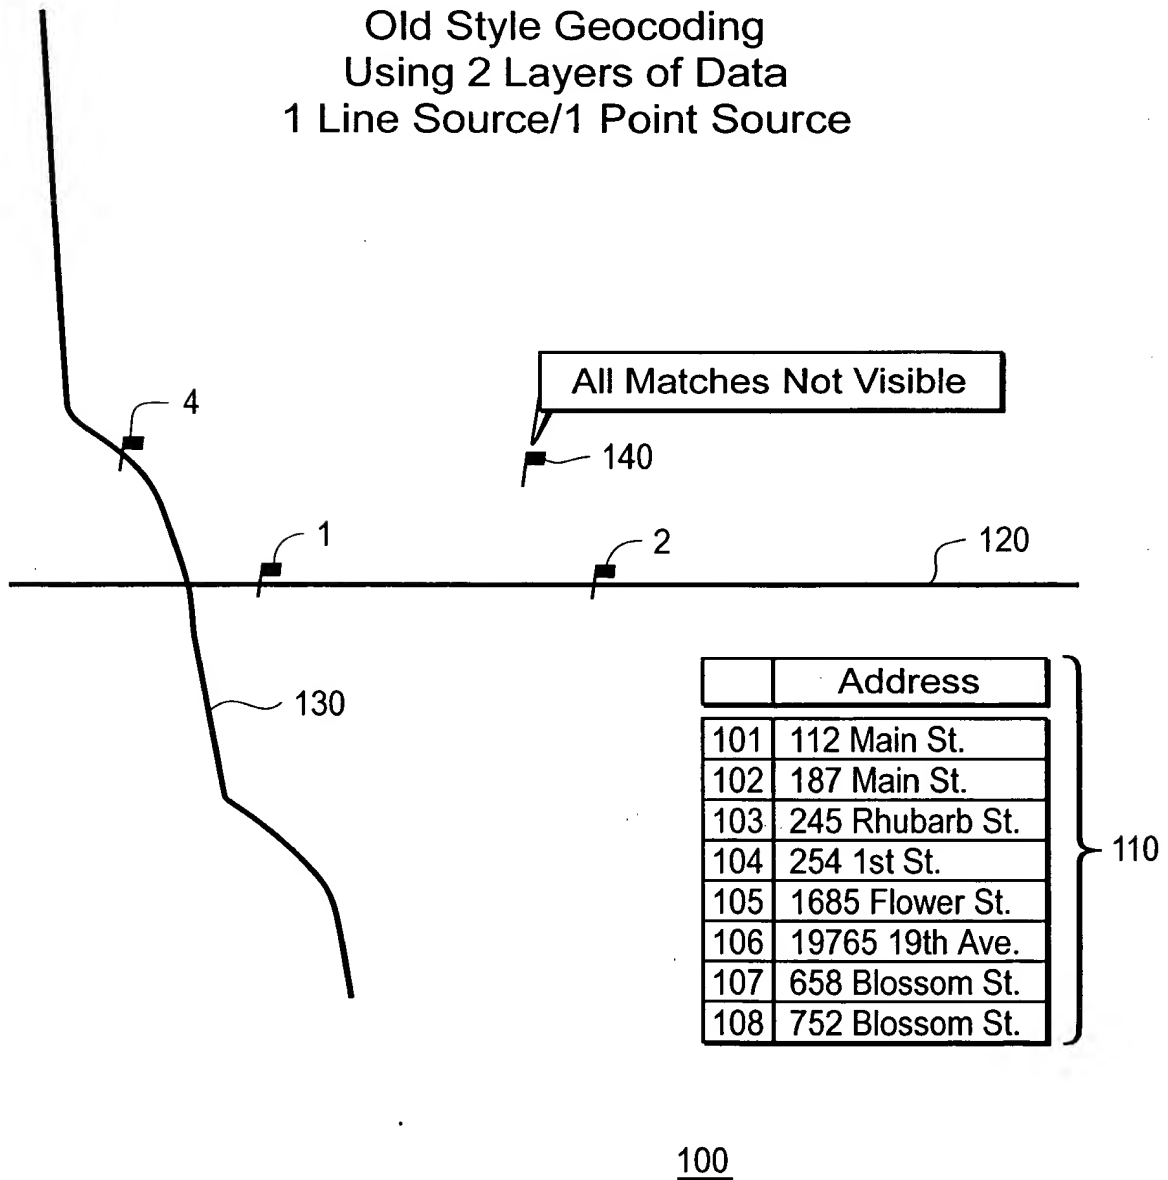 Old Style Geocoding
Using 2 Layers of Data
1 Line Source/1 Point Source
All Matches Not Visible
4
140
1
2
120
130
Address
101 112 Main St.
102 187 Main St.
103 245 Rhubarb St.
104 254 1st St.
105 1685 Flower St.
106 19765 19th Ave.
107 658 Blossom St.
108 752 Blossom St.
110
100